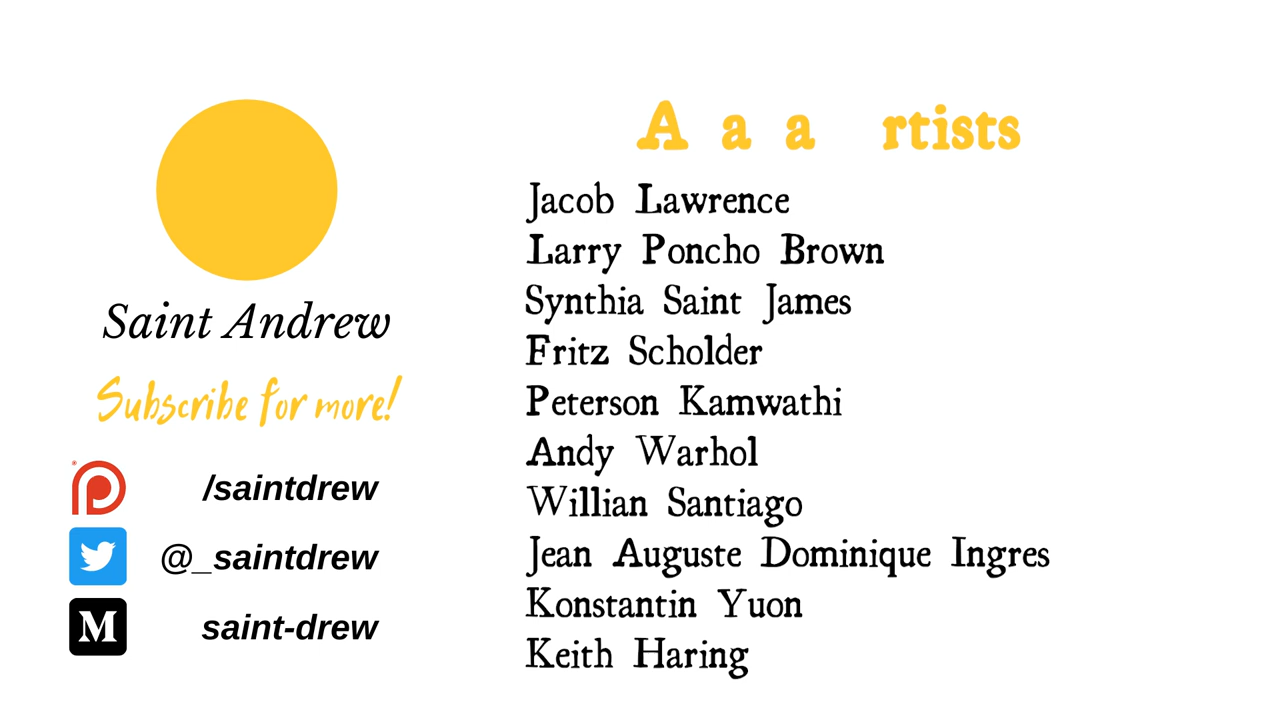 Saint Andrew
Subscribe for more!
/saintdrew
@_saintdrew
M saint-drew
A a a rtists
Jacob Lawrence
Larry Poncho Brown
Synthia Saint James
Fritz Scholder
Peterson Kamwathi
Andy Warhol
Willian Santiago
Jean Auguste Dominique Ingres
Konstantin Yuon
Keith Haring